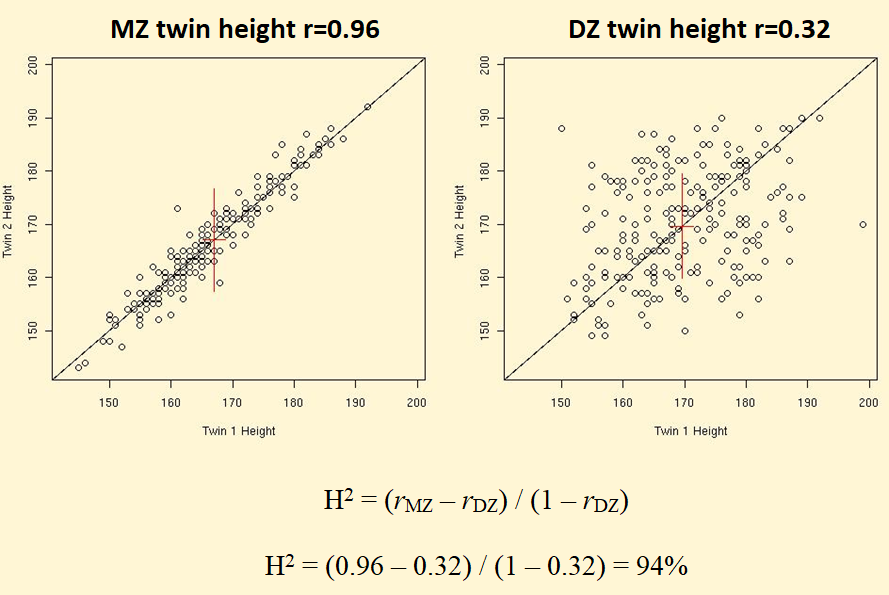 MZ twin height r=0.96
DZ twin height r=0.32
200
190
180
170
160
150
Twin 2 Height
150 160 170 180 190 200
Twin 1 Height
200
190
180
170
160
150
Twin 2 Height
150 160 170 180 190 200
Twin 1 Height
H² = (rMZ – rDZ) / (1 – rDZ)
H² = (0.96 – 0.32) / (1 – 0.32) = 94%